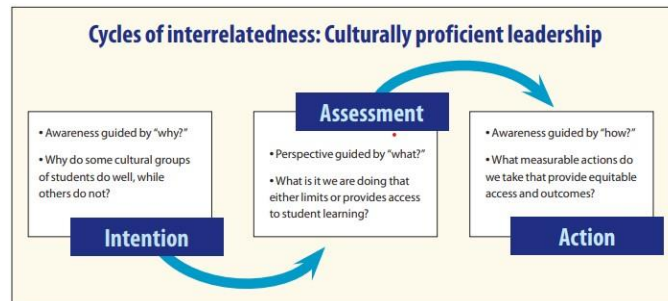 Cycles of interrelatedness: Culturally proficient leadership
• Awareness guided by “why?”
• Why do some cultural groups
of students do well, while
others do not?
Intention
Assessment
• Perspective guided by “what?”
• What is it we are doing that
either limits or provides access
to student learning?
• Awareness guided by “how?”
• What measurable actions do
we take that provide equitable
access and outcomes?
Action